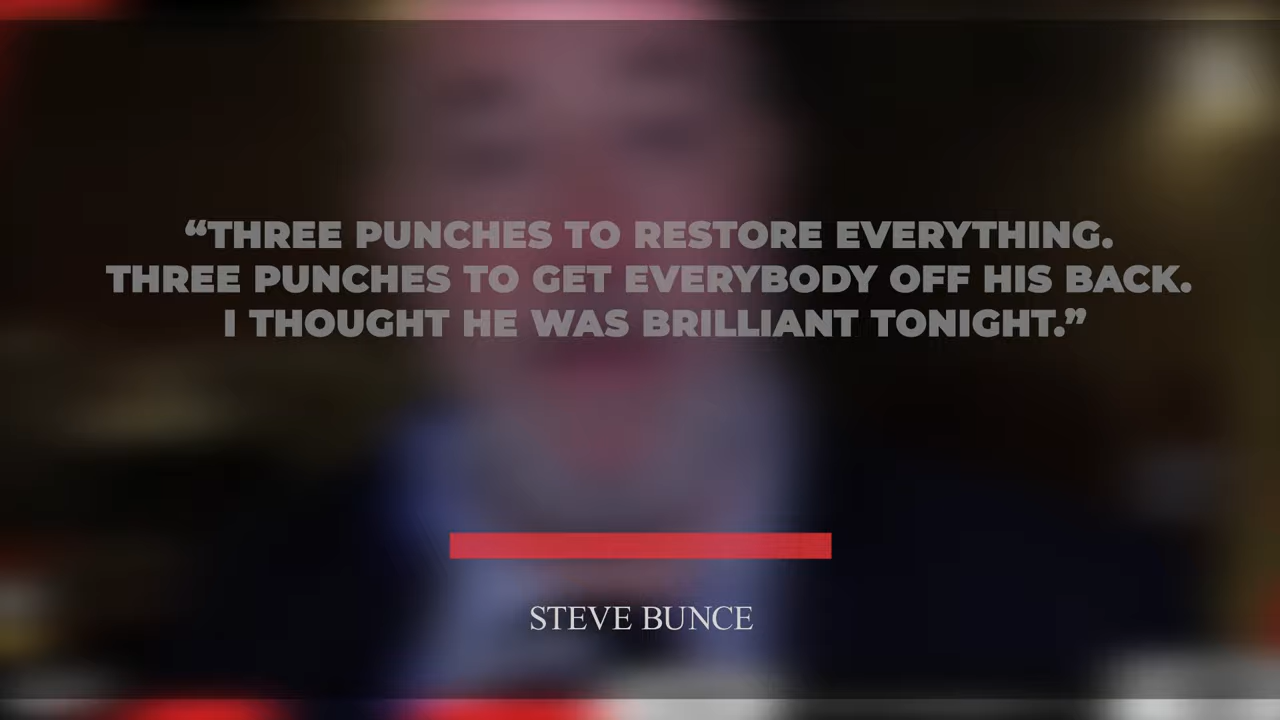 “THREE PUNCHES TO RESTORE EVERYTHING.
THREE PUNCHES TO GET EVERYBODY OFF HIS BACK.
I THOUGHT HE WAS BRILLIANT TONIGHT.”
STEVE BUNCE